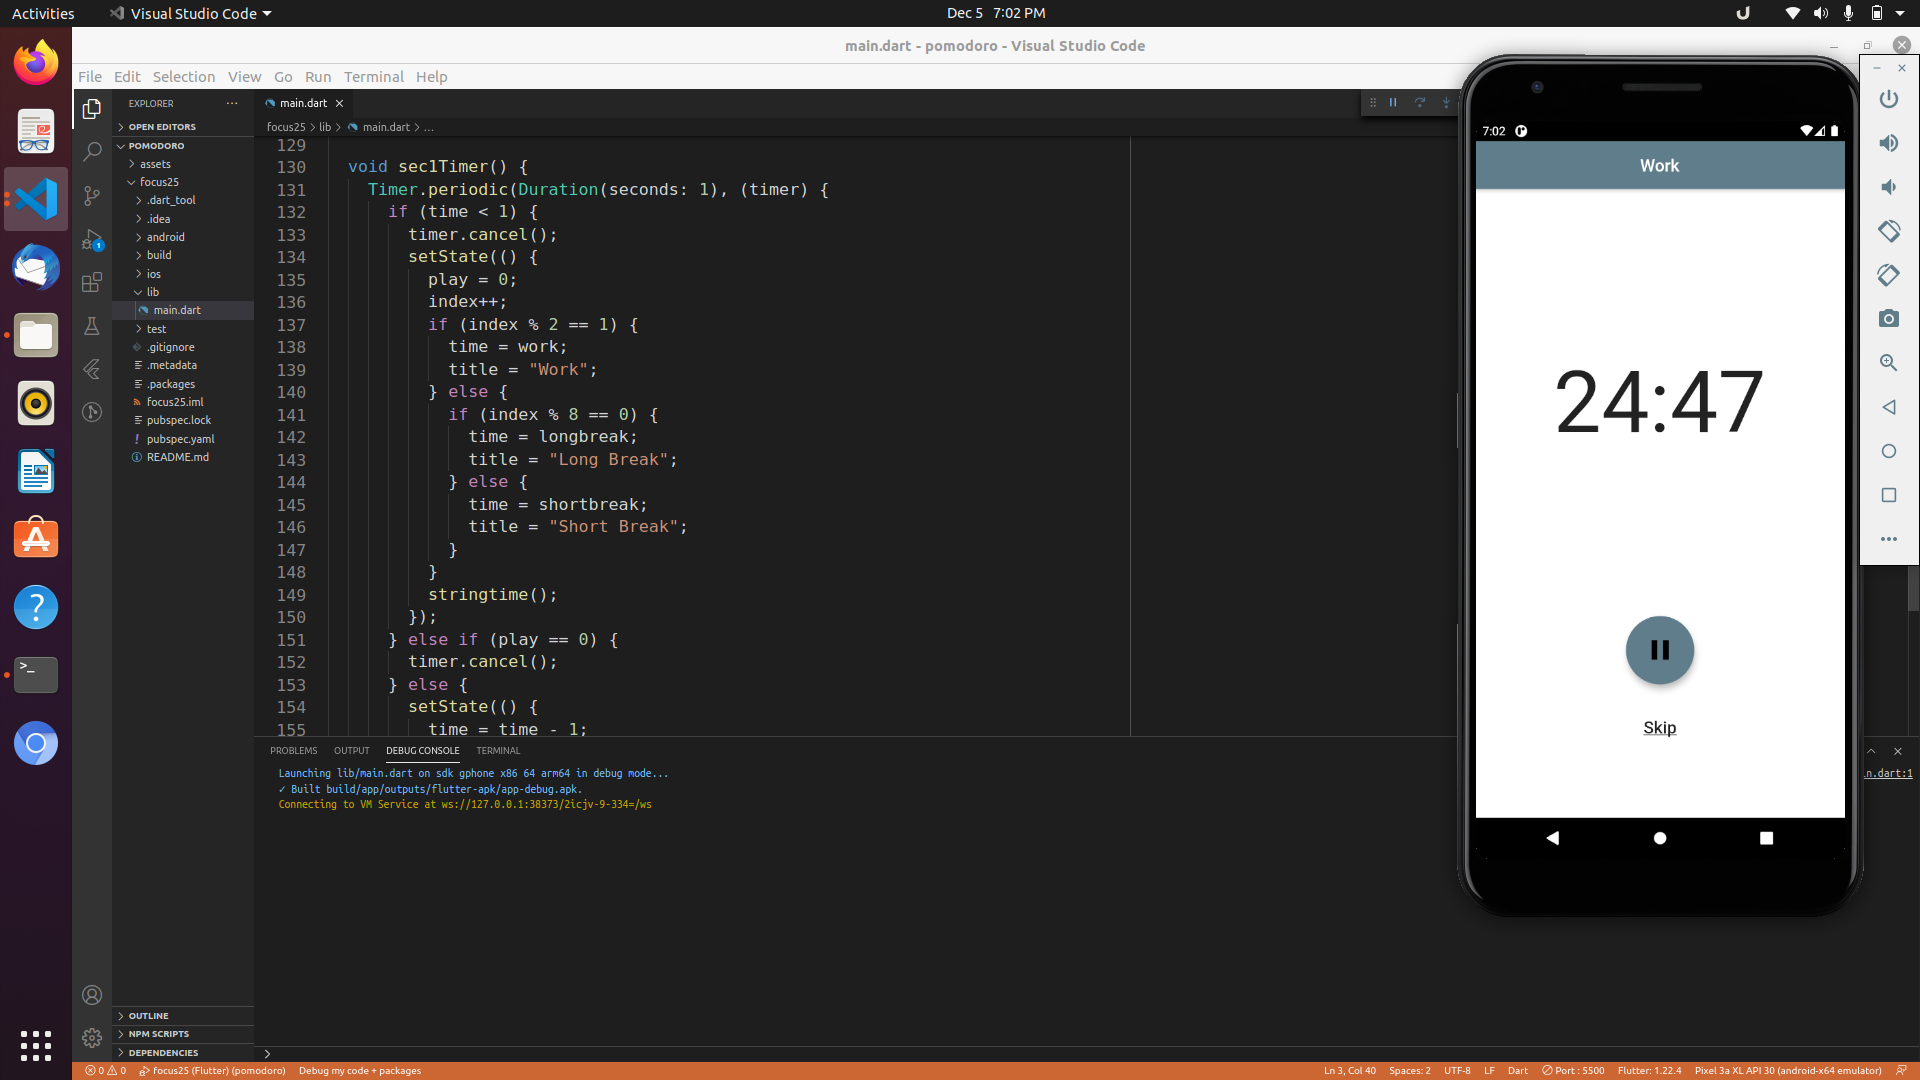 Activities
Visual Studio Code
Dec 5 7:02 PM
main.dart - pomodoro - Visual Studio Code
File Edit Selection View Go Run Terminal Help
EXPLORER
OPEN EDITORS
POMODORO
assets
focus25
.dart_tool
.idea
android
build
ios
lib
main.dart
test
.gitignore
.metadata
.packages
focus25.iml
pubspec.lock
pubspec.yaml
README.md
OUTLINE
NPM SCRIPTS
DEPENDENCIES
main.dart
focus25 > lib > main.dart > ...
129
130 void sec1Timer() {
131 Timer.periodic(Duration(seconds: 1), (timer) {
132 if (time < 1) {
133 timer.cancel();
134 setState(() {
135 play = 0;
136 index++;
137 if (index % 2 == 1) {
138 time = work;
139 title = "Work";
140 } else {
141 if (index % 8 == 0) {
142 time = longbreak;
143 title = "Long Break";
144 } else {
145 time = shortbreak;
146 title = "Short Break";
147 }
148 }
149 stringtime();
150 });
151 } else if (play == 0) {
152 timer.cancel();
153 } else {
154 setState(() {
155 time = time - 1;
PROBLEMS OUTPUT DEBUG CONSOLE TERMINAL
Launching lib/main.dart on sdk gphone x86 64 arm64 in debug mode...
✓ Built build/app/outputs/flutter-apk/app-debug.apk.
Connecting to VM Service at ws://127.0.0.1:38373/2icjv-9-334=/ws
n.dart:1
7:02
Work
24:47
Skip
0 0 focus25 (Flutter) (pomodoro) Debug my code + packages
Ln 3, Col 40 Spaces: 2 UTF-8 LF Dart Port : 5500 Flutter: 1.22.4 Pixel 3a XL API 30 (android-x64 emulator)